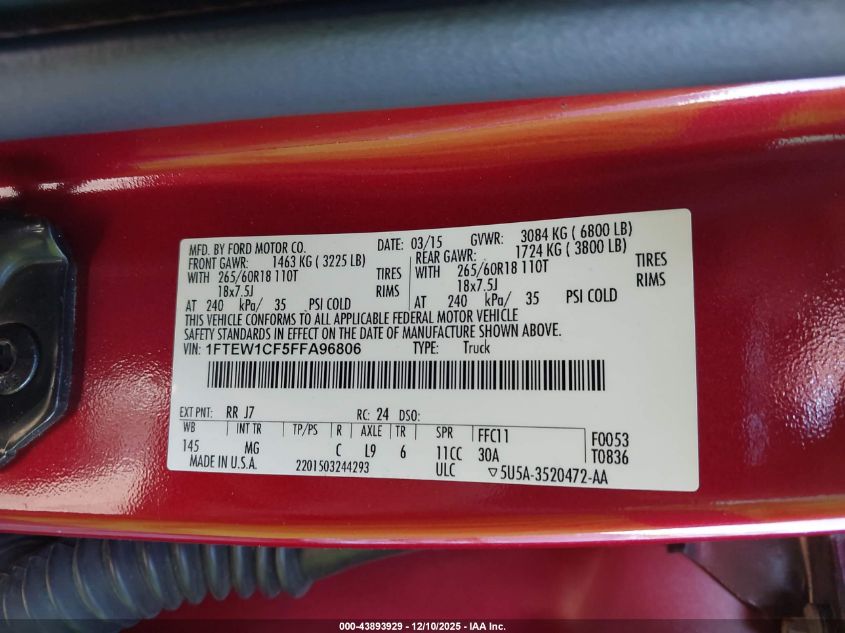 MFD. BY FORD MOTOR CO. DATE: 03/15 GVWR: 3084 KG ( 6800 LB)
FRONT GAWR: 1463 KG ( 3225 LB) REAR GAWR: 1724 KG ( 3800 LB)
WITH 265/60R18 110T TIRES WITH 265/60R18 110T TIRES
18x7.5J RIMS 18x7.5J RIMS
AT 240 kPa/ 35 PSI COLD AT 240 kPa/ 35 PSI COLD
THIS VEHICLE CONFORMS TO ALL APPLICABLE FEDERAL MOTOR VEHICLE
SAFETY STANDARDS IN EFFECT ON THE DATE OF MANUFACTURE SHOWN ABOVE.
VIN: 1FTEW1CF5FFA96806 TYPE: Truck
EXT PNT: RR J7 RC: 24 DSO:
WB INT TR TP/PS R AXLE TR SPR FFC11 F0053
145 MG C L9 6 11CC 30A T0836
MADE IN U.S.A. 2201503244293 ULC ▽5U5A-3520472-AA
000-43893929 - 12/10/2025 - IAA Inc.